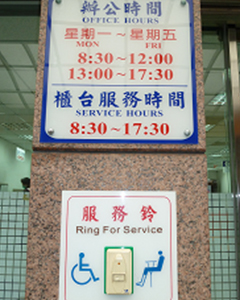 辦公時間
OFFICE HOURS
星期一～星期五
MON FRI
8:30～12:00
13:00～17:30
櫃台服務時間
SERVICE HOURS
8:30～17:30
服務鈴
Ring For Service